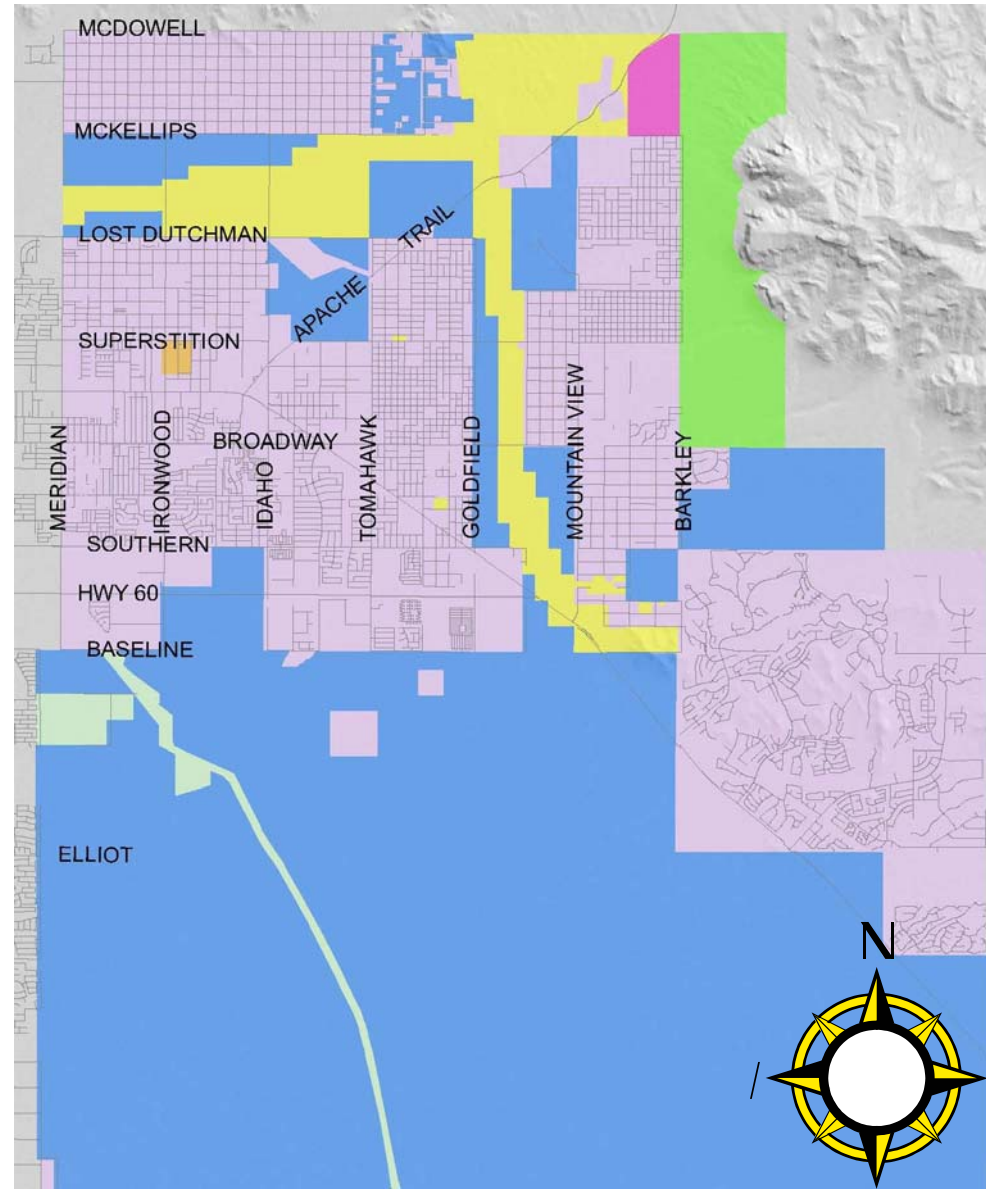 MCDOWELL
MCKELLIPS
LOST DUTCHMAN
APACHE TRAIL
SUPERSTITION
BROADWAY
MERIDIAN
IRONWOOD
IDAHO
TOMAHAWK
GOLDFIELD
MOUNTAIN VIEW
BARKLEY
SOUTHERN
HWY 60
BASELINE
ELLIOT
N
/